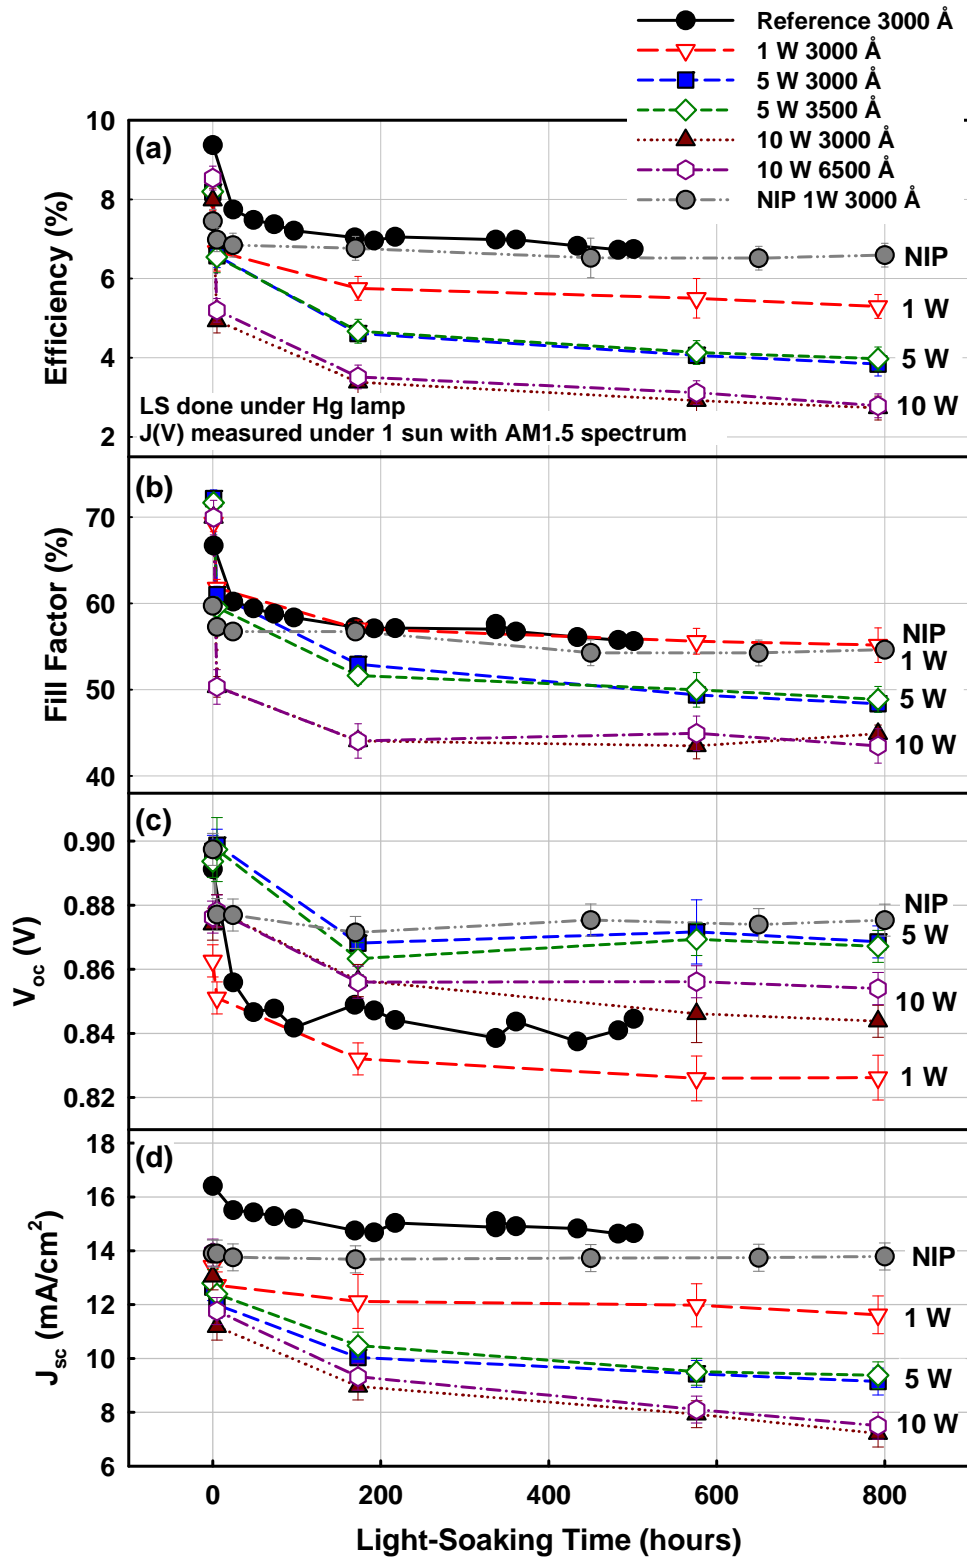 Reference 3000 Å
1 W 3000 Å
5 W 3000 Å
5 W 3500 Å
10 W 3000 Å
10 W 6500 Å
NIP 1W 3000 Å
(a)
Efficiency (%)
10
8
6
4
2
NIP
1 W
5 W
10 W
LS done under Hg lamp
J(V) measured under 1 sun with AM1.5 spectrum
(b)
Fill Factor (%)
70
60
50
40
NIP
1 W
5 W
10 W
(c)
Voc (V)
0.90
0.88
0.86
0.84
0.82
NIP
5 W
10 W
1 W
(d)
Jsc (mA/cm²)
18
16
14
12
10
8
6
NIP
1 W
5 W
10 W
0 200 400 600 800
Light-Soaking Time (hours)